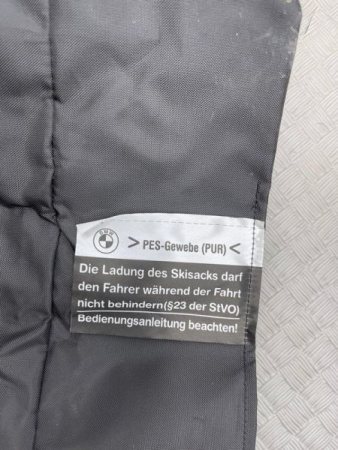 BMW
> PES-Gewebe (PUR) <
Die Ladung des Skisacks darf
den Fahrer während der Fahrt
nicht behindern(§23 der StVO)
Bedienungsanleitung beachten!